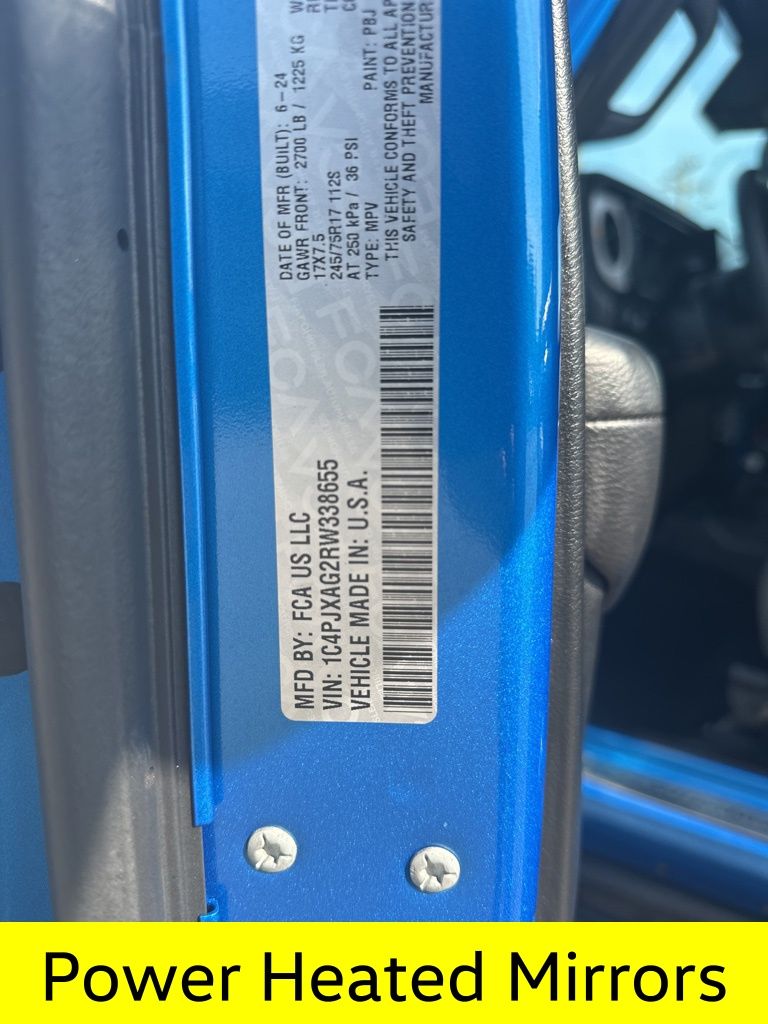 MFD BY: FCA US LLC
DATE OF MFR (BUILT): 6-24
GAWR FRONT: 2700 LB / 1225 KG
17X7.5
245/75R17 112S
AT 250 kPa / 36 PSI
TYPE: MPV
PAINT: PBJ
VIN: 1C4PJXAG2RW338655
VEHICLE MADE IN: U.S.A.
THIS VEHICLE CONFORMS TO ALL AP
SAFETY AND THEFT PREVENTION
MANUFACTUR
Power Heated Mirrors